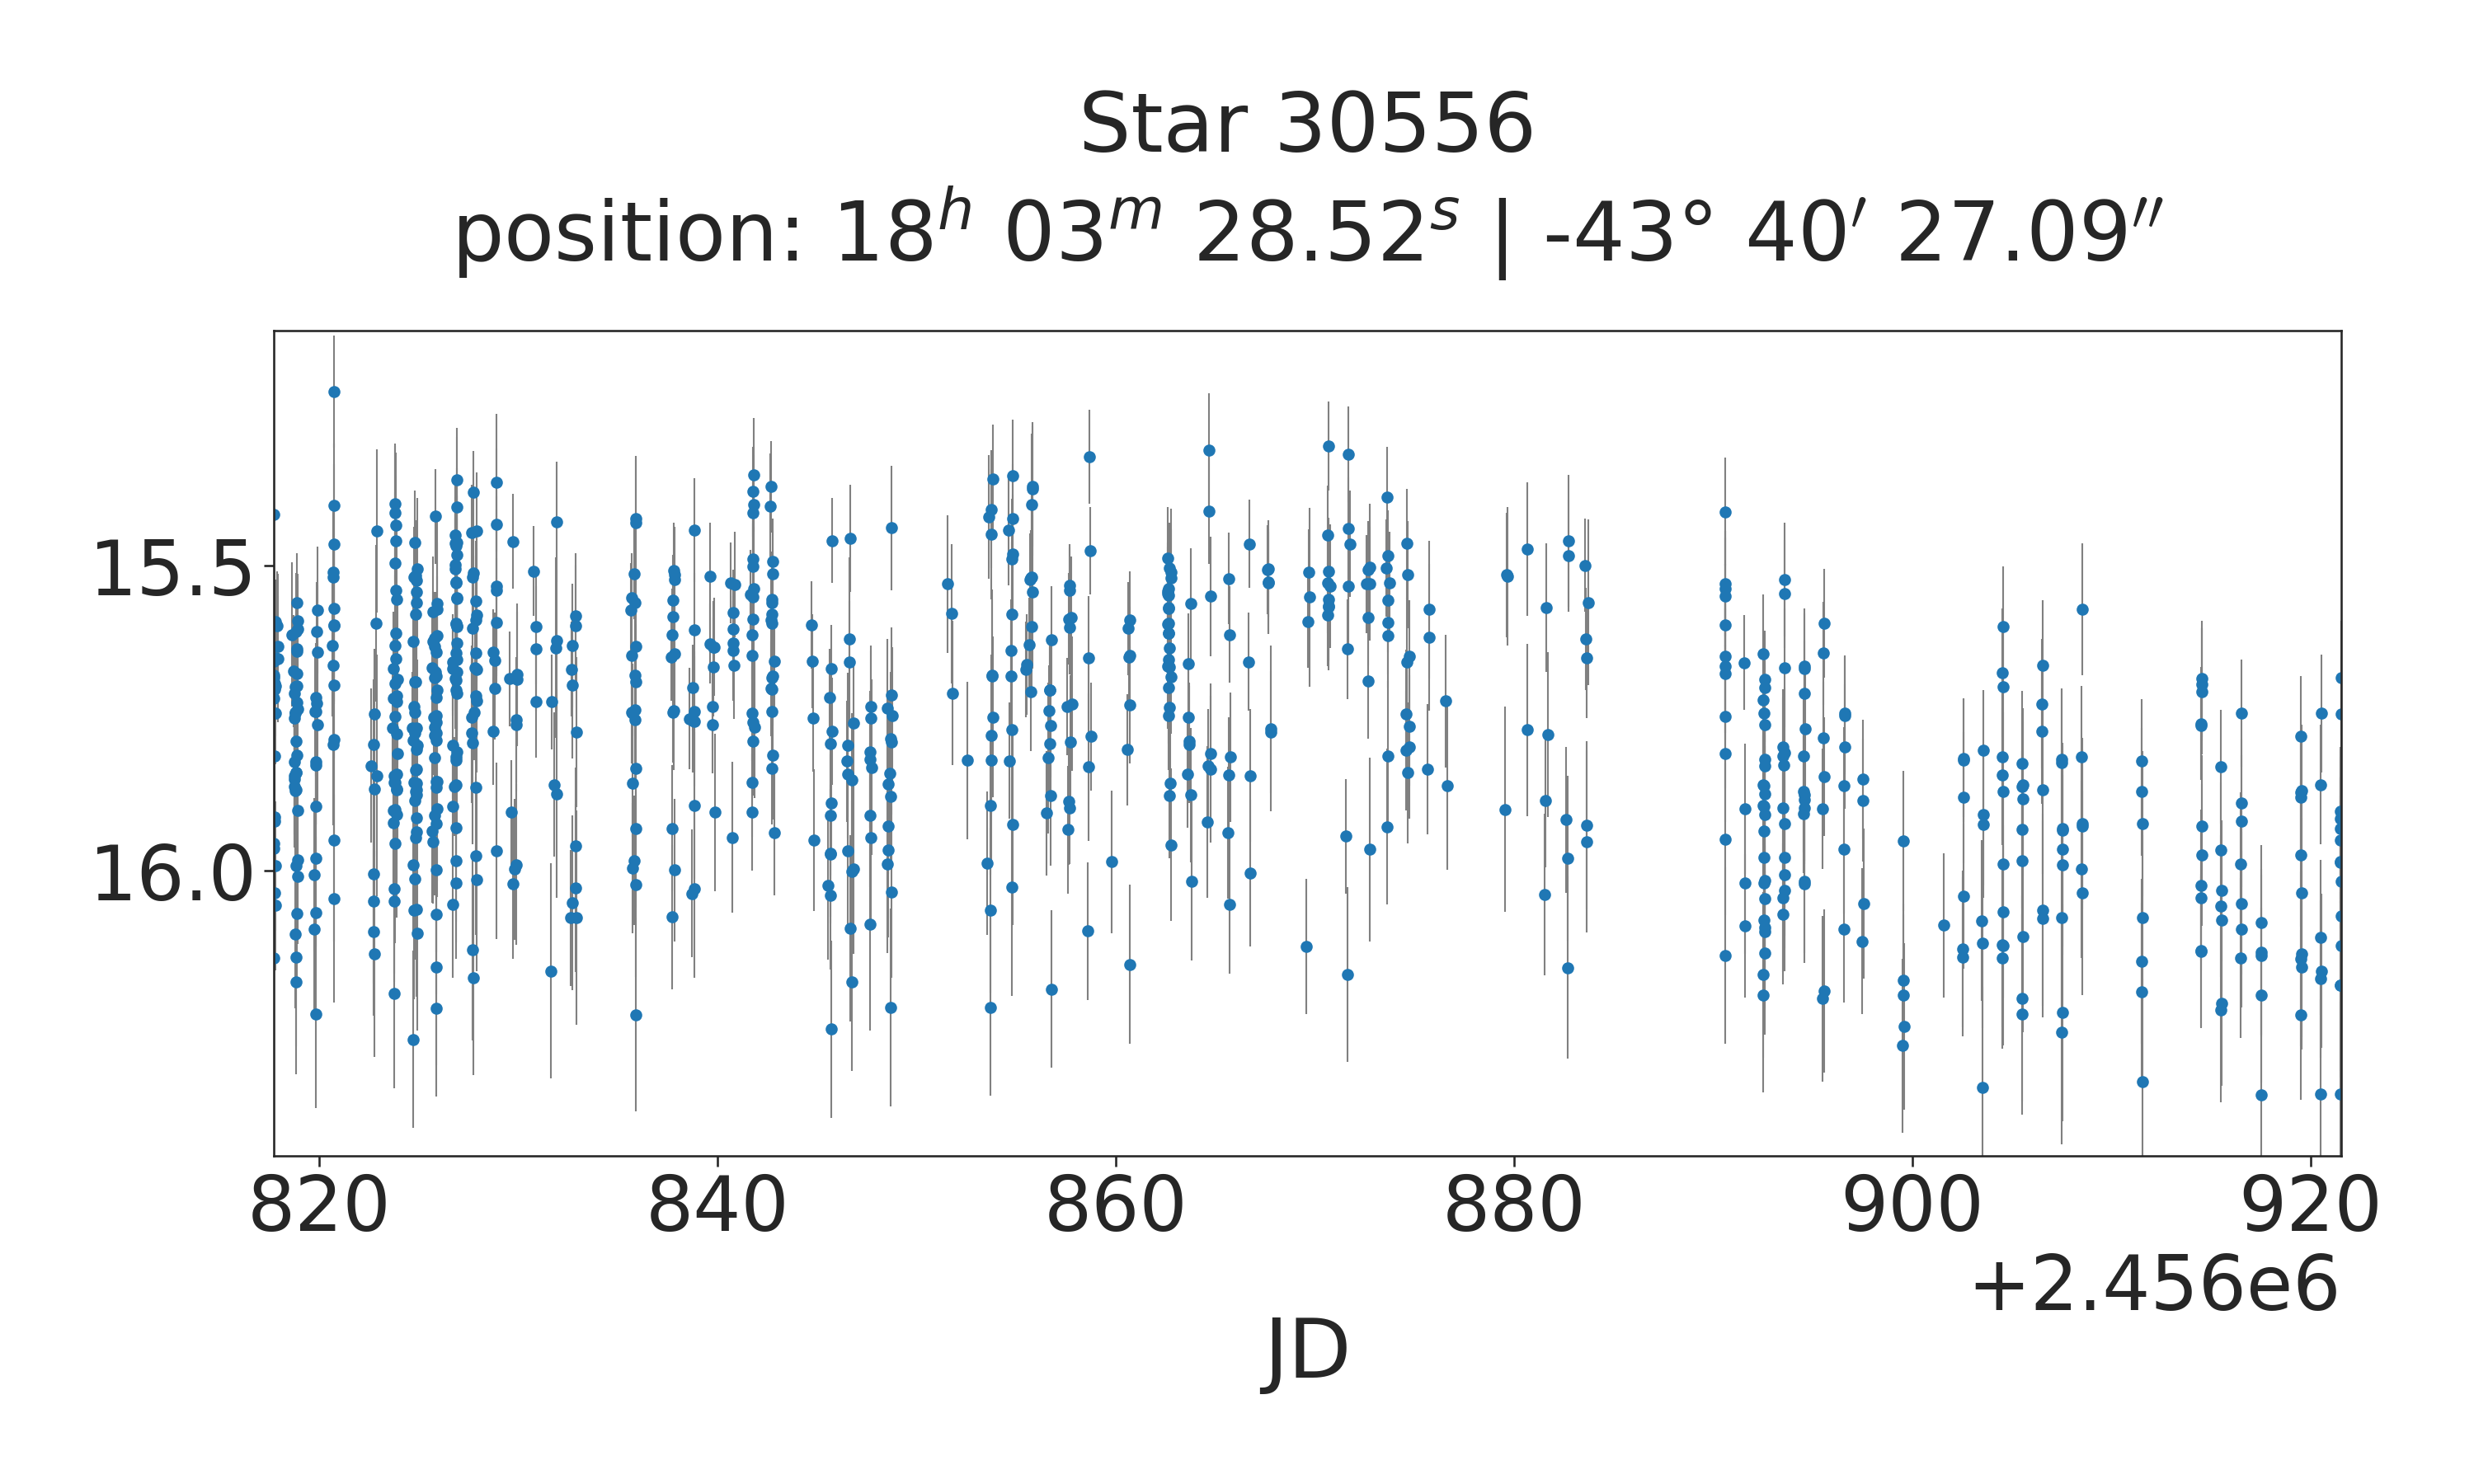 Star 30556
position: 18h 03m 28.52s | -43° 40′ 27.09′′
15.5
16.0
820 840 860 880 900 920
+2.456e6
JD